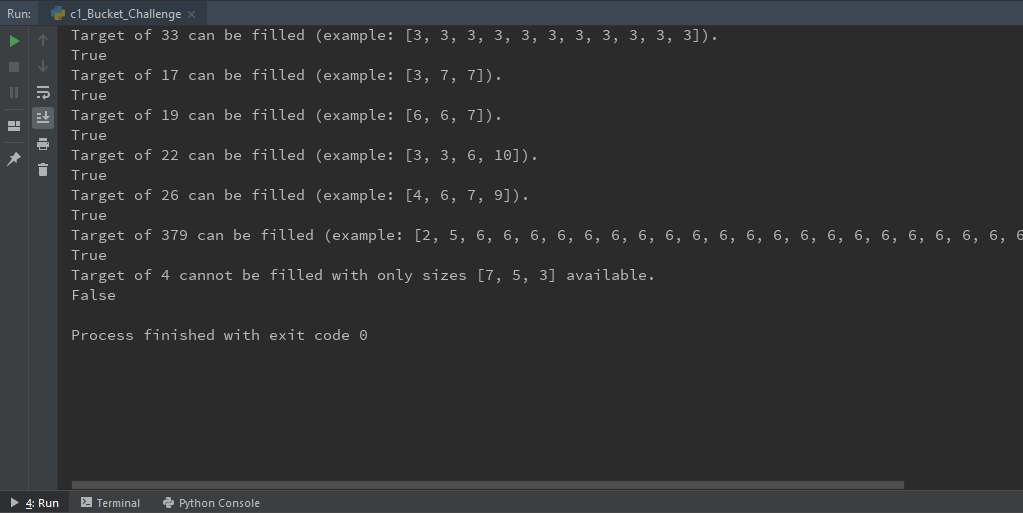 Run: c1_Bucket_Challenge
Target of 33 can be filled (example: [3, 3, 3, 3, 3, 3, 3, 3, 3, 3, 3]).
True
Target of 17 can be filled (example: [3, 7, 7]).
True
Target of 19 can be filled (example: [6, 6, 7]).
True
Target of 22 can be filled (example: [3, 3, 6, 10]).
True
Target of 26 can be filled (example: [4, 6, 7, 9]).
True
Target of 379 can be filled (example: [2, 5, 6, 6, 6, 6, 6, 6, 6, 6, 6, 6, 6, 6, 6, 6, 6, 6, 6, 6, 6, 6, 6
True
Target of 4 cannot be filled with only sizes [7, 5, 3] available.
False
Process finished with exit code 0
4: Run Terminal Python Console